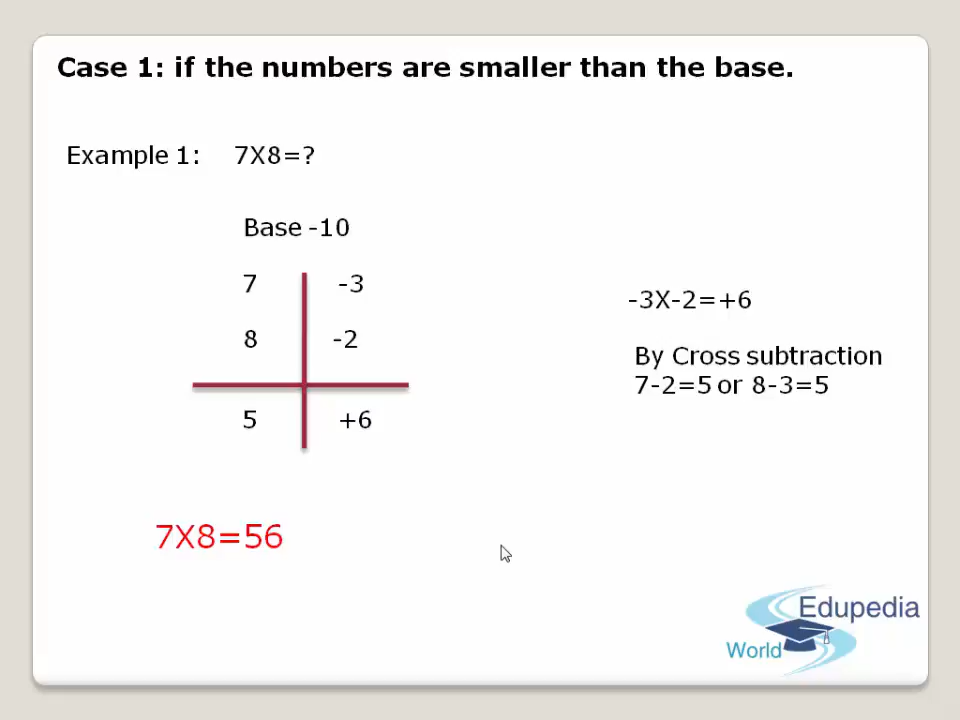 Case 1: if the numbers are smaller than the base.
Example 1: 7X8=?
Base -10
7 -3
8 -2
5 +6
-3X-2=+6
By Cross subtraction
7-2=5 or 8-3=5
7X8=56
Edupedia
World